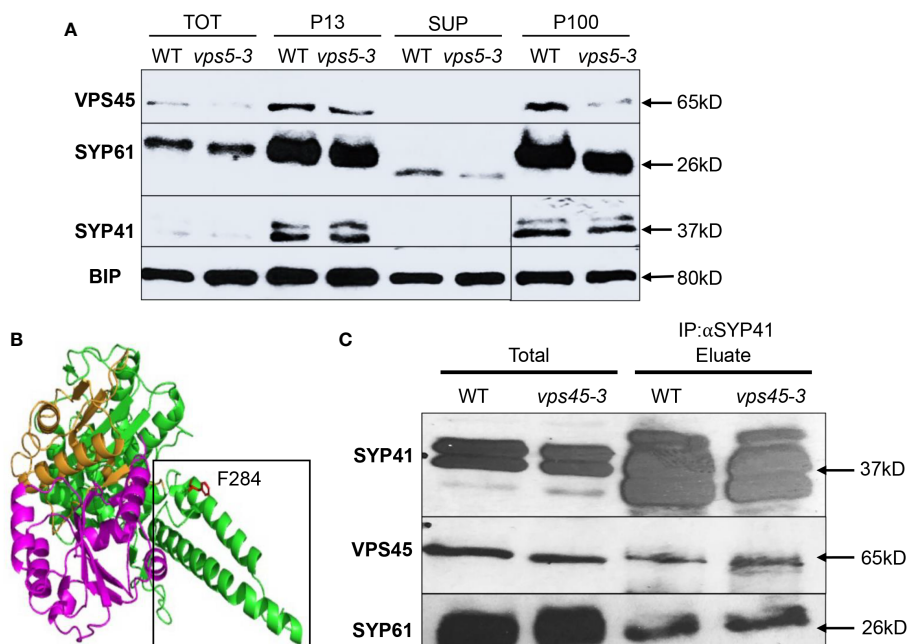 A
TOT P13 SUP P100
WT vps5-3 WT vps5-3 WT vps5-3 WT vps5-3
VPS45 65kD
SYP61 26kD
SYP41 37kD
BIP 80kD
B
F284
C
IP:αSYP41
Total Eluate
WT vps45-3 WT vps45-3
SYP41 37kD
VPS45 65kD
SYP61 26kD